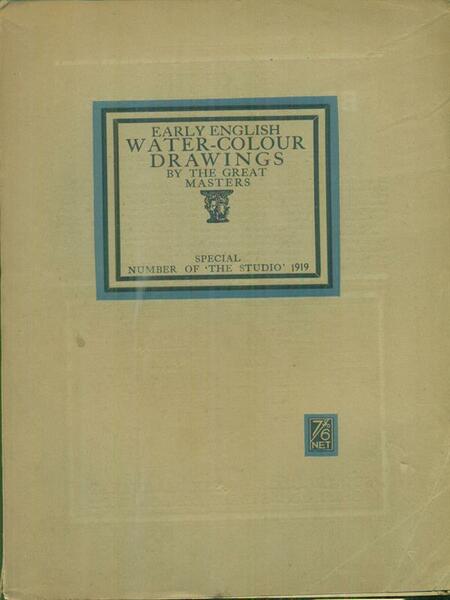 EARLY ENGLISH
WATER-COLOUR
DRAWINGS
BY THE GREAT
MASTERS
SPECIAL
NUMBER OF 'THE STUDIO' 1919
7/6
NET